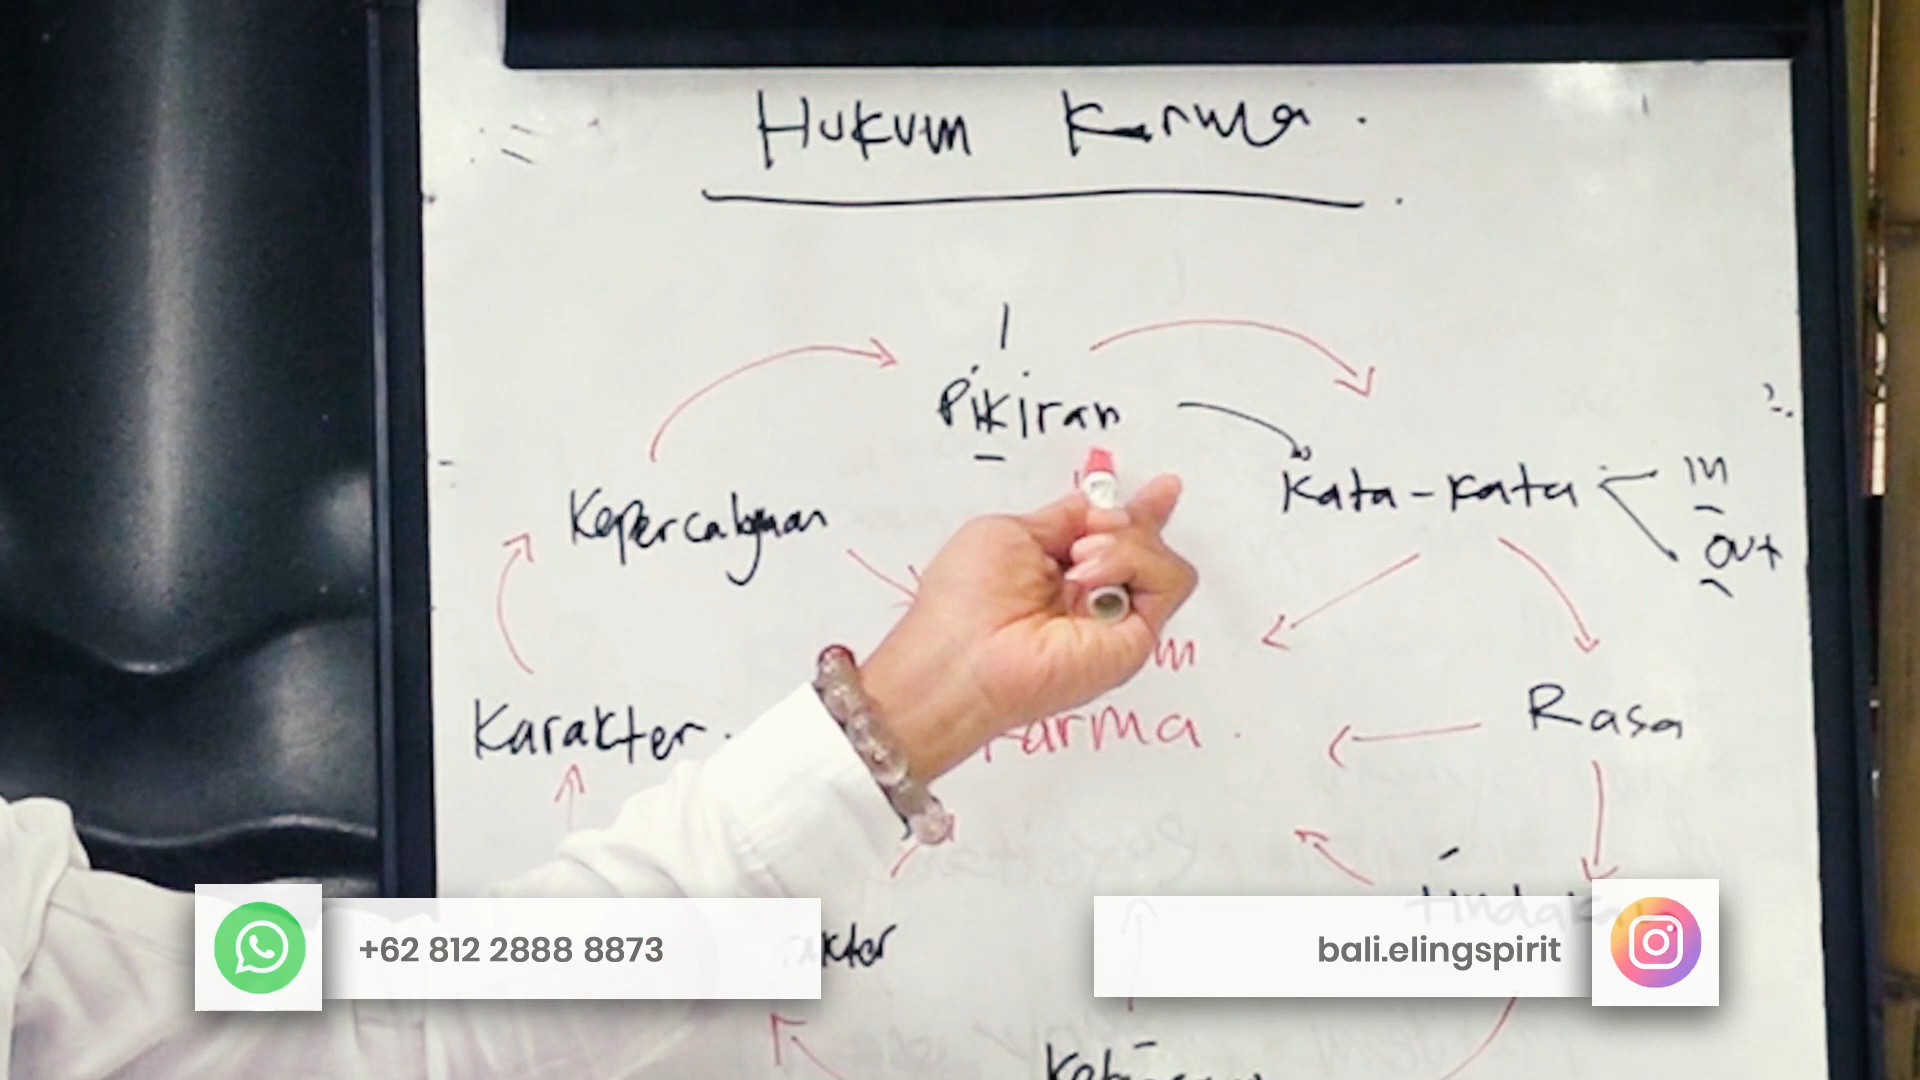 Hukum Karma
1
Pikiran
Kata-kata
in
out
Kepercayaan
Karakter
Karma
Rasa
+62 812 2888 8873
bali.elingspirit